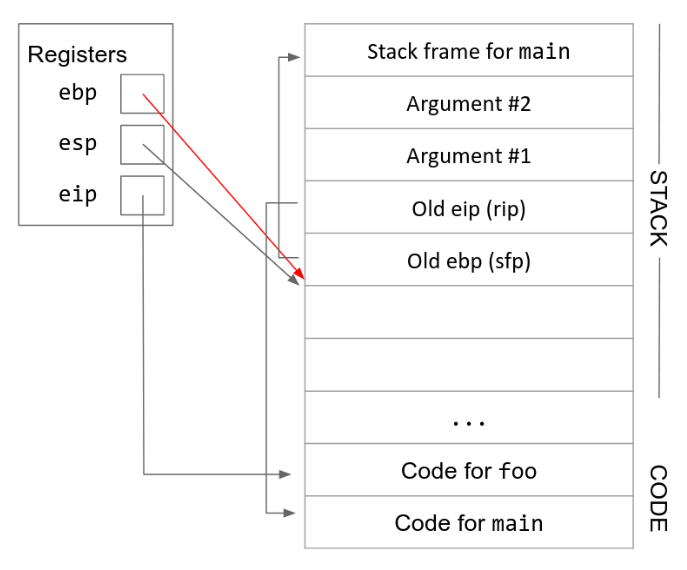 Registers
ebp
esp
eip
Stack frame for main
Argument #2
Argument #1
Old eip (rip)
Old ebp (sfp)
...
Code for foo
Code for main
STACK
CODE